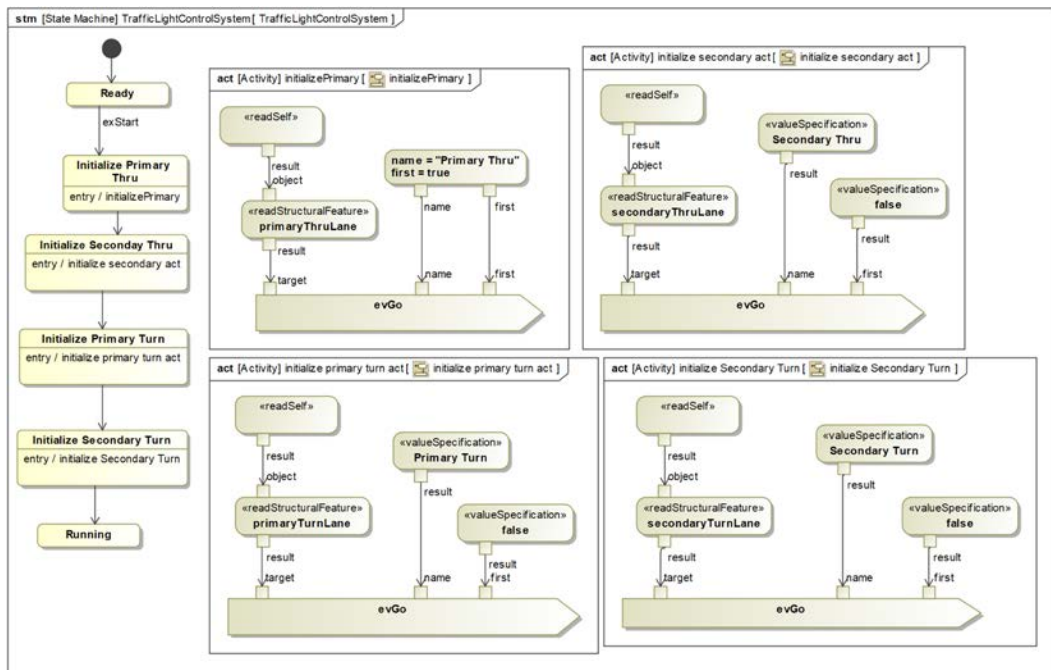 stm [State Machine] TrafficLightControlSystem[ TrafficLightControlSystem ]
Ready
exStart
Initialize Primary
Thru
entry / initializePrimary
Initialize Seconday Thru
entry / initialize secondary act
Initialize Primary Turn
entry / initialize primary turn act
Initialize Secondary Turn
entry / initialize Secondary Turn
Running
act [Activity] initializePrimary [ initializePrimary ]
«readSelf»
result
object
«readStructuralFeature»
primaryThruLane
result
target
name = "Primary Thru"
first = true
name
first
name
first
evGo
act [Activity] initialize secondary act [ initialize secondary act ]
«readSelf»
result
object
«readStructuralFeature»
secondaryThruLane
result
target
«valueSpecification»
Secondary Thru
result
name
«valueSpecification»
false
result
first
evGo
act [Activity] initialize primary turn act [ initialize primary turn act ]
«readSelf»
result
object
«readStructuralFeature»
primaryTurnLane
result
target
«valueSpecification»
Primary Turn
result
name
«valueSpecification»
false
result
first
evGo
act [Activity] initialize Secondary Turn [ initialize Secondary Turn ]
«readSelf»
result
object
«readStructuralFeature»
secondaryTurnLane
result
target
«valueSpecification»
Secondary Turn
result
name
«valueSpecification»
false
result
first
evGo